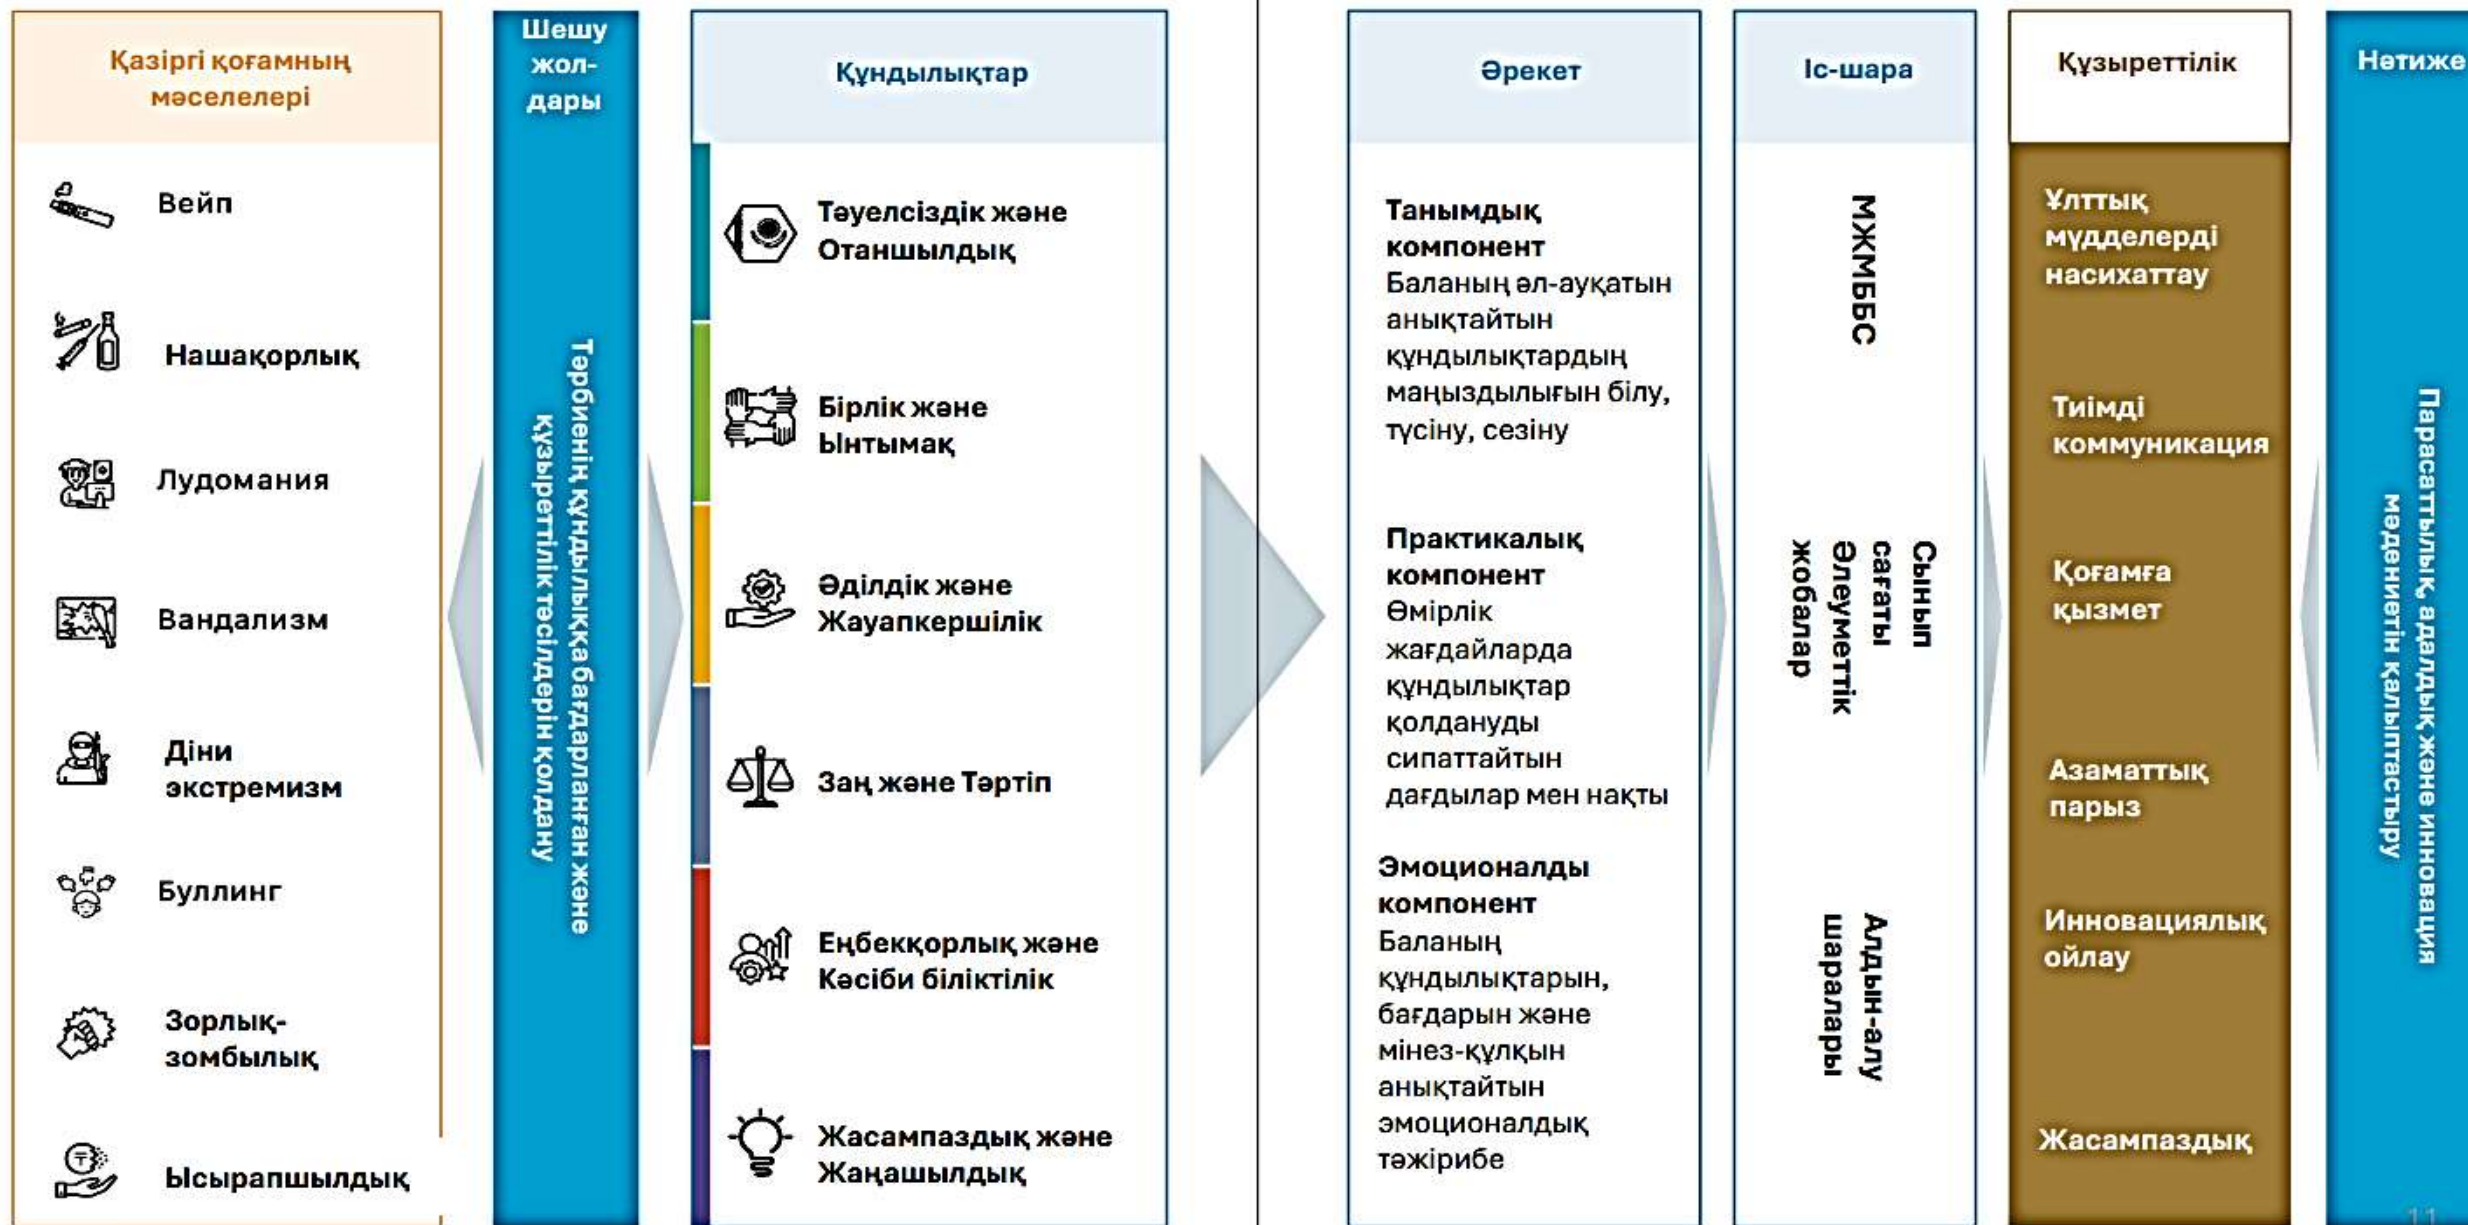 Қазіргі қоғамның
мәселелері
Вейп
Нашақорлық
Лудомания
Вандализм
Діни
экстремизм
Буллинг
Зорлық-
зомбылық
Ысырапшылдық
Шешу
жол-
дары
Тәрбиенің құндылыққа бағдарланған және
құзыреттілік тәсілдерін қолдану
Құндылықтар
Тәуелсіздік және
Отаншылдық
Бірлік және
Ынтымақ
Әділдік және
Жауапкершілік
Заң және Тәртіп
Еңбекқорлық және
Кәсіби біліктілік
Жасампаздық және
Жаңашылдық
Әрекет
Танымдық
компонент
Баланың әл-ауқатын
анықтайтын
құндылықтардың
маңыздылығын білу,
түсіну, сезіну
Практикалық
компонент
Өмірлік
жағдайларда
құндылықтар
қолдануды
сипаттайтын
дағдылар мен нақты
Эмоционалды
компонент
Баланың
құндылықтарын,
бағдарын және
мінез-құлқын
анықтайтын
эмоционалдық
тәжірибе
Іс-шара
МЖМББС
Сынып
сағаты
Әлеуметтік
жобалар
Алдын-алу
шаралары
Құзыреттілік
Ұлттық
мүдделерді
насихаттау
Тиімді
коммуникация
Қоғамға
қызмет
Азаматтық
парыз
Инновациялық
ойлау
Жасампаздық
Нәтиже
Парасаттылық, адалдық және инновация
мәдениетін қалыптастыру
11